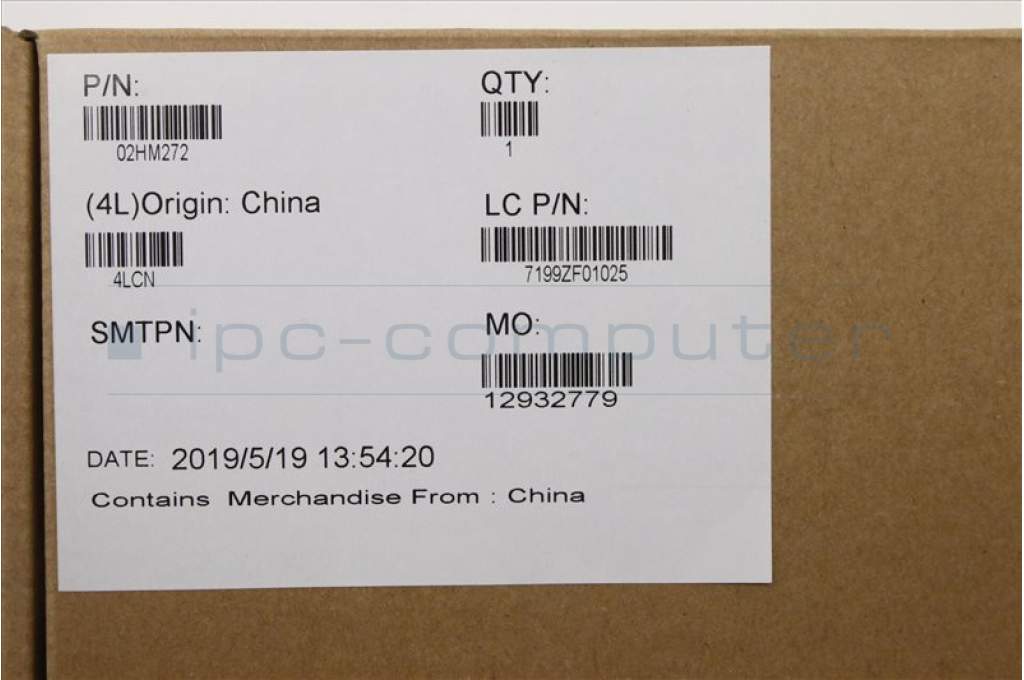 P/N:
02HM272
QTY:
1
(4L)Origin: China
4LCN
LC P/N:
7199ZF01025
SMTPN:
MO:
12932779
ipc-computer
DATE: 2019/5/19 13:54:20
Contains Merchandise From : China